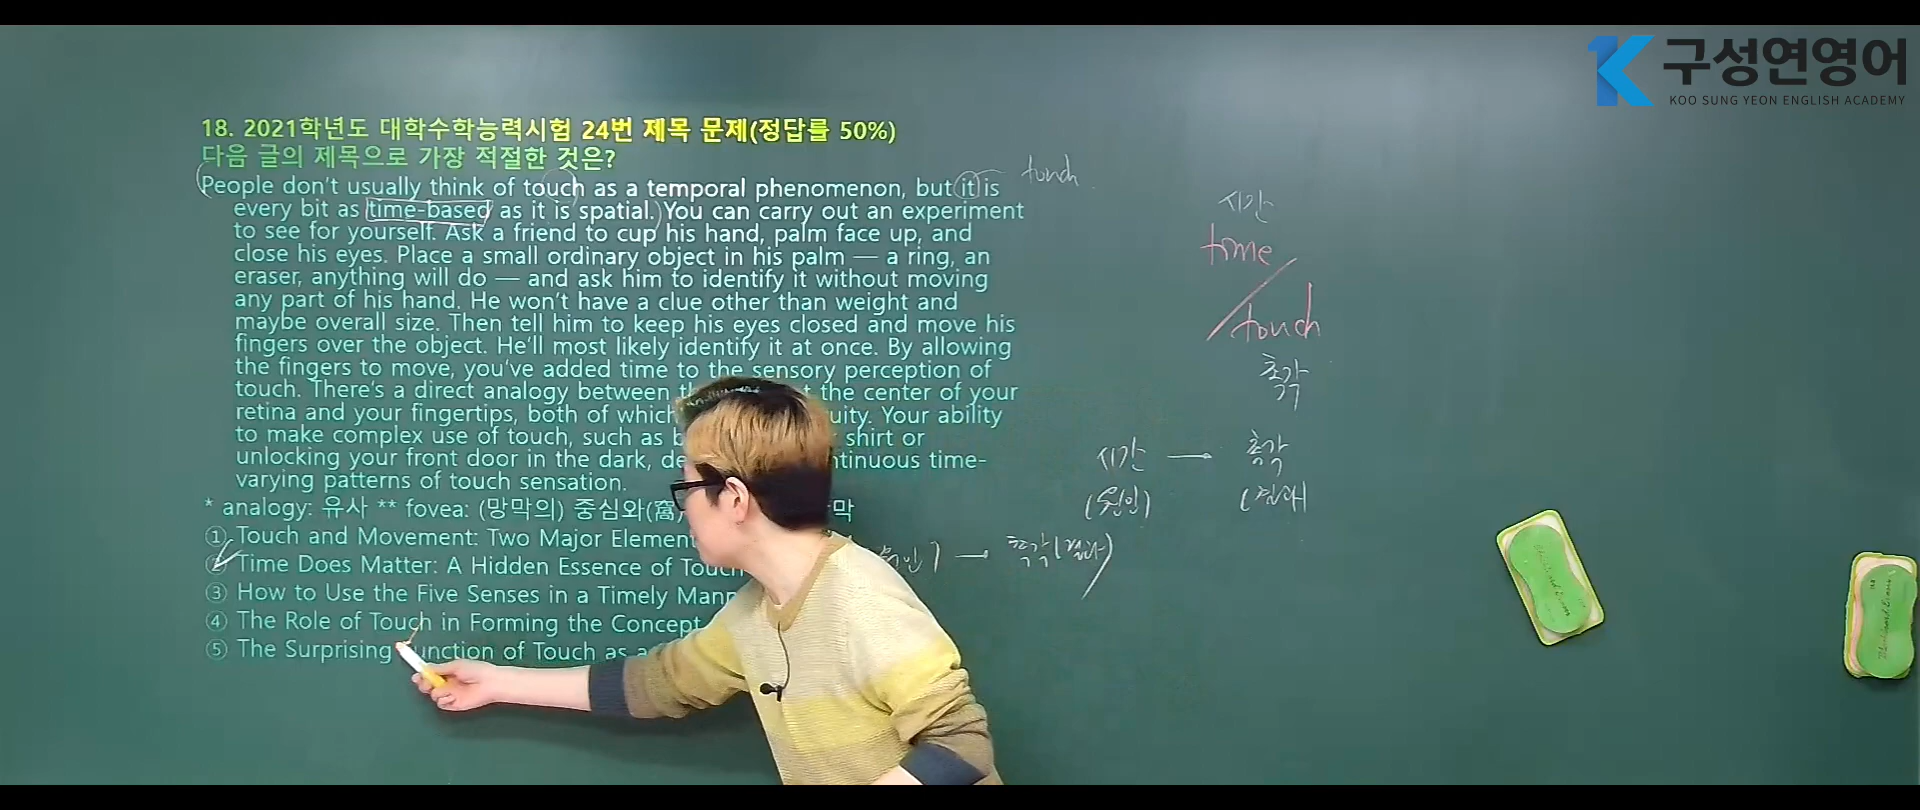 구성연영어
KOO SUNG YEON ENGLISH ACADEMY
18. 2021학년도 대학수학능력시험 24번 제목 문제(정답률 50%)
다음 글의 제목으로 가장 적절한 것은?
People don't usually think of touch as a temporal phenomenon, but it is
every bit as time-based as it is spatial. You can carry out an experiment
to see for yourself. Ask a friend to cup his hand, palm face up, and
close his eyes. Place a small ordinary object in his palm — a ring, an
eraser, anything will do — and ask him to identify it without moving
any part of his hand. He won't have a clue other than weight and
maybe overall size. Then tell him to keep his eyes closed and move his
fingers over the object. He'll most likely identify it at once. By allowing
the fingers to move, you've added time to the sensory perception of
touch. There's a direct analogy between the center of your
retina and your fingertips, both of which Your ability
to make complex use of touch, such as shirt or
unlocking your front door in the dark, time-
varying patterns of touch sensation.
* analogy: 유사 ** fovea: (망막의) 중심와(窩)
① Touch and Movement: Two Major
② Time Does Matter: A Hidden Essence of Touch
③ How to Use the Five Senses in a Timely
④ The Role of Touch in Forming the Concept
⑤ The Surprising Function of Touch as
touch
시간
time
touch
촉각
시간 → 촉각
(원인) (결과)
→ 촉각(결과)